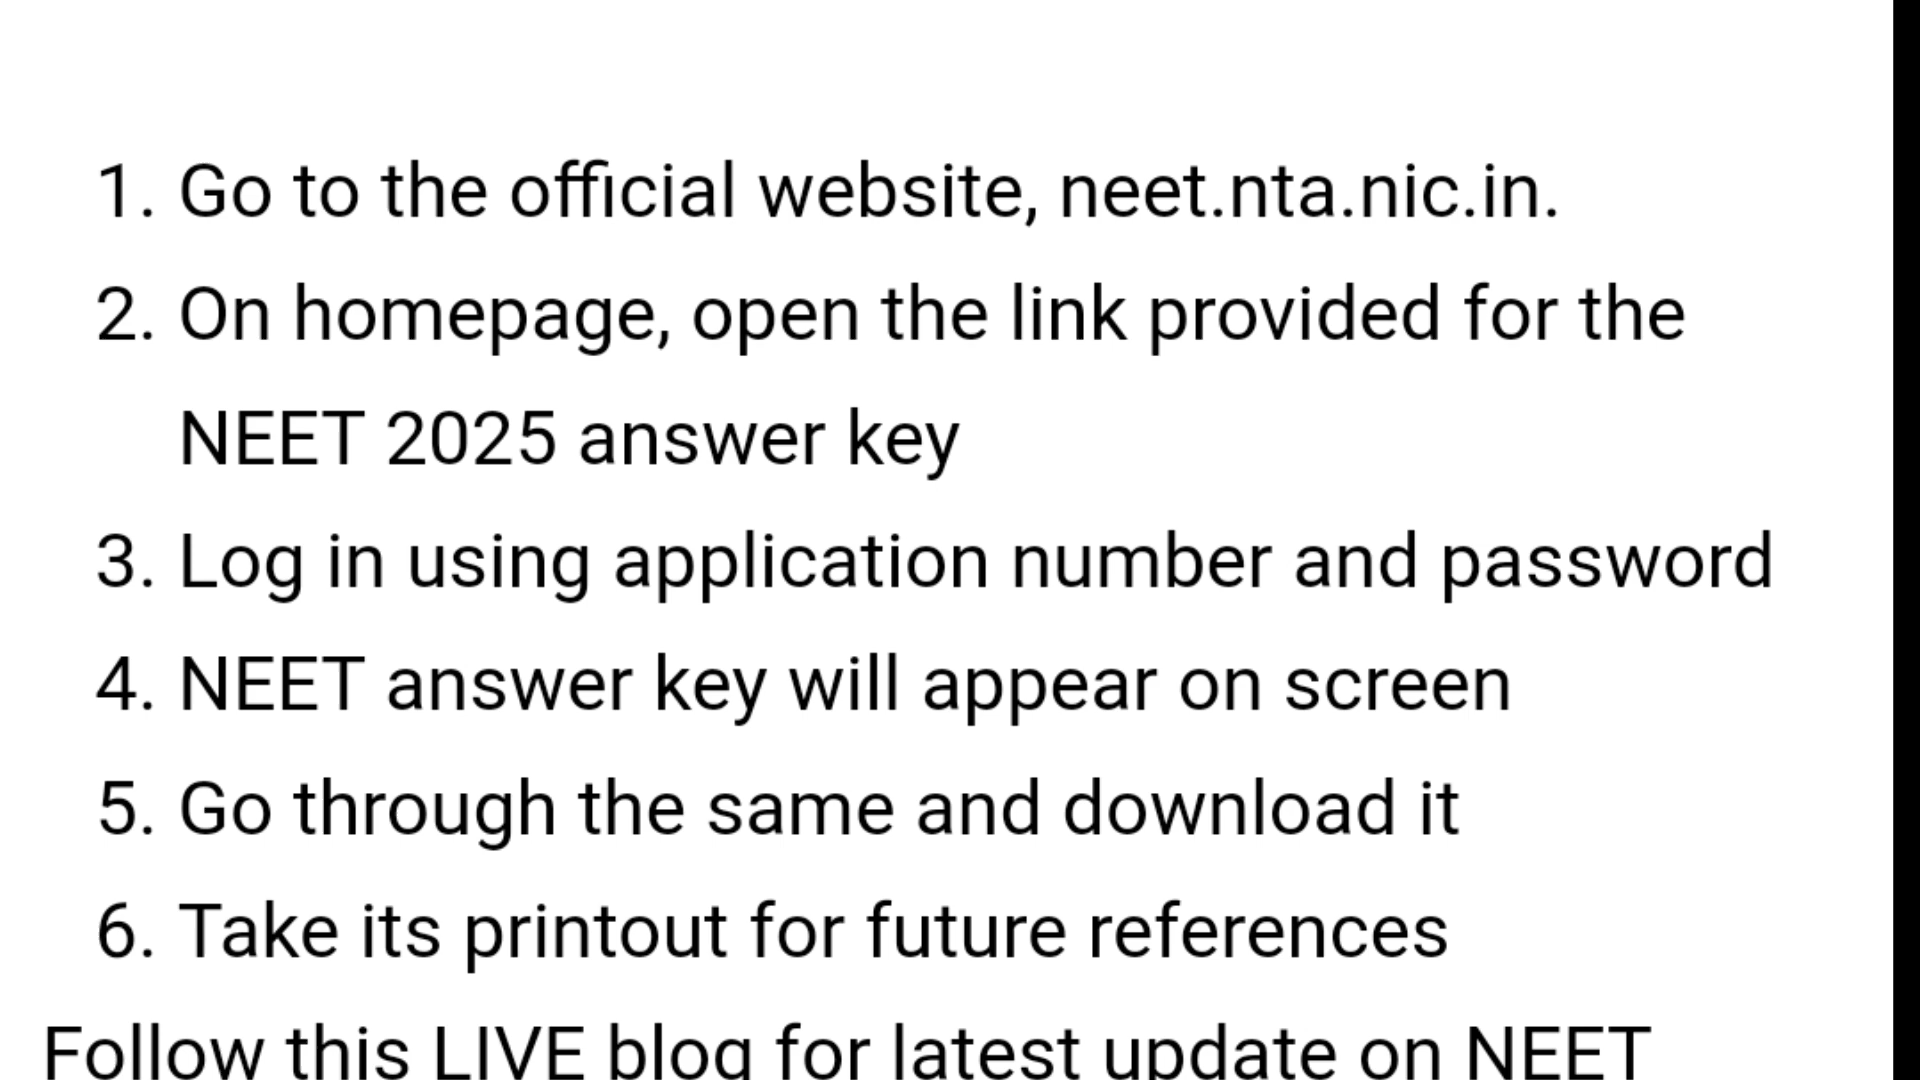 1. Go to the official website, neet.nta.nic.in.
2. On homepage, open the link provided for the
NEET 2025 answer key
3. Log in using application number and password
4. NEET answer key will appear on screen
5. Go through the same and download it
6. Take its printout for future references
Follow this LIVE blog for latest update on NEET